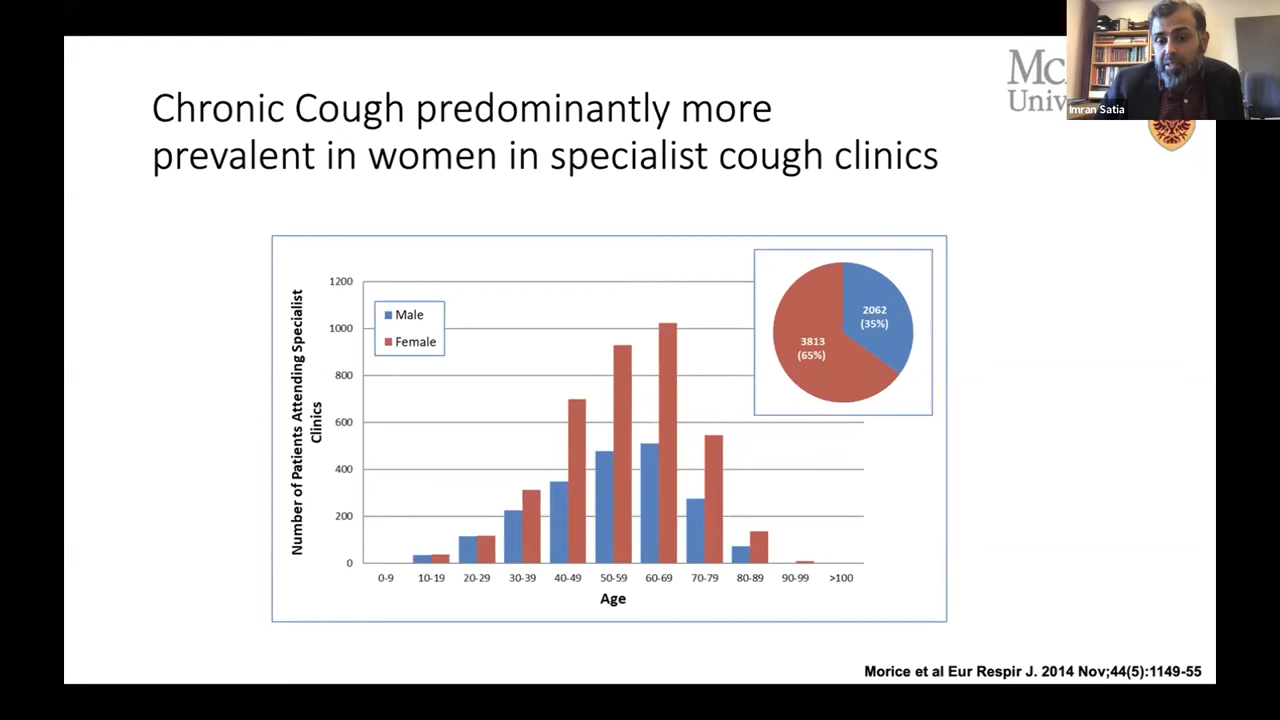 Chronic Cough predominantly more
prevalent in women in specialist cough clinics
Imran Satia
Number of Patients Attending Specialist
Clinics
1200
1000
800
600
400
200
0
Male
Female
2062
(35%)
3813
(65%)
0-9
10-19
20-29
30-39
40-49
50-59
60-69
70-79
80-89
90-99
>100
Age
Morice et al Eur Respir J. 2014 Nov;44(5):1149-55